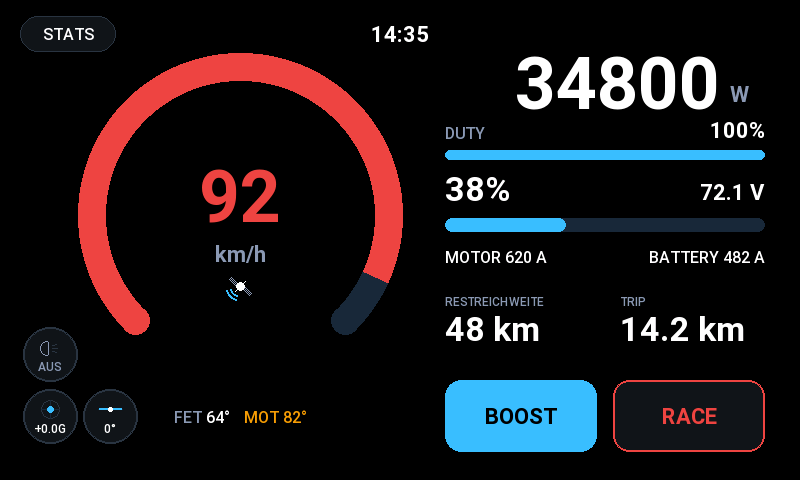 STATS
14:35
34800 W
DUTY 100%
92
km/h
38% 72.1 V
MOTOR 620 A BATTERY 482 A
RESTREICHWEITE TRIP
48 km 14.2 km
AUS
+0.0G 0°
FET 64° MOT 82°
BOOST RACE